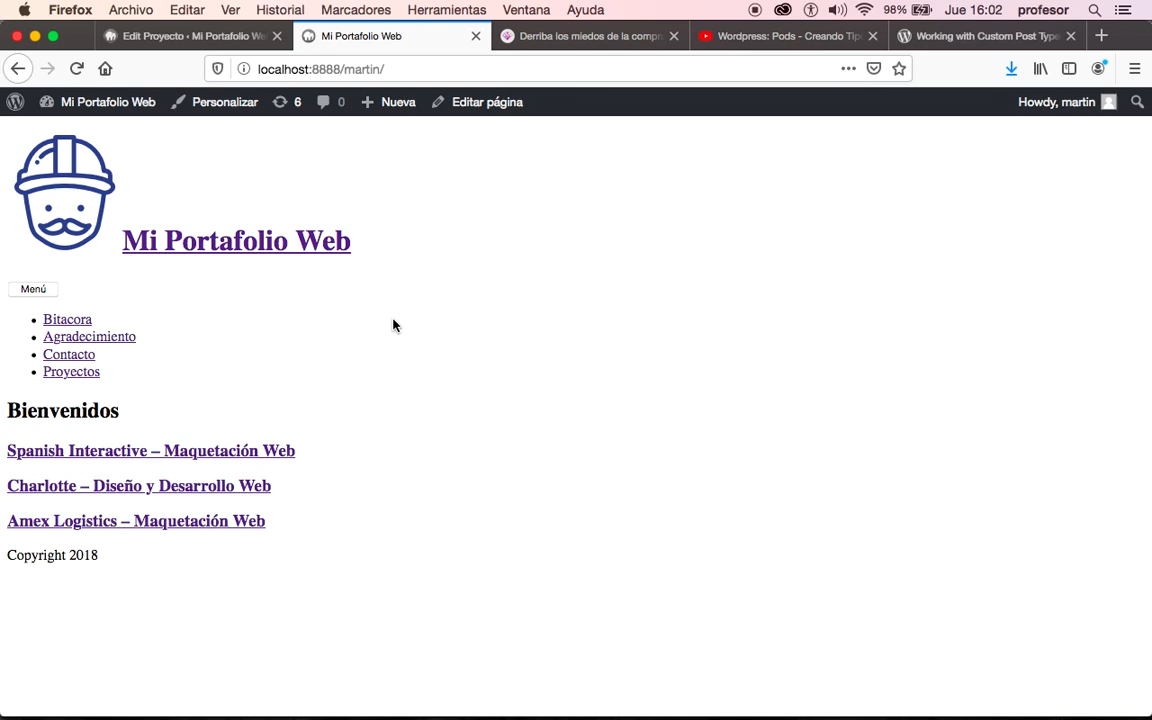 Firefox Archivo Editar Ver Historial Marcadores Herramientas Ventana Ayuda 98% Jue 16:02 profesor
Edit Proyecto ‹ Mi Portafolio We Mi Portafolio Web Derriba los miedos de la compr Wordpress: Pods - Creando Tip Working with Custom Post Type
localhost:8888/martin/
Mi Portafolio Web Personalizar 6 0 Nueva Editar página Howdy, martin
Mi Portafolio Web
Menú
Bitacora
Agradecimiento
Contacto
Proyectos
Bienvenidos
Spanish Interactive – Maquetación Web
Charlotte – Diseño y Desarrollo Web
Amex Logistics – Maquetación Web
Copyright 2018